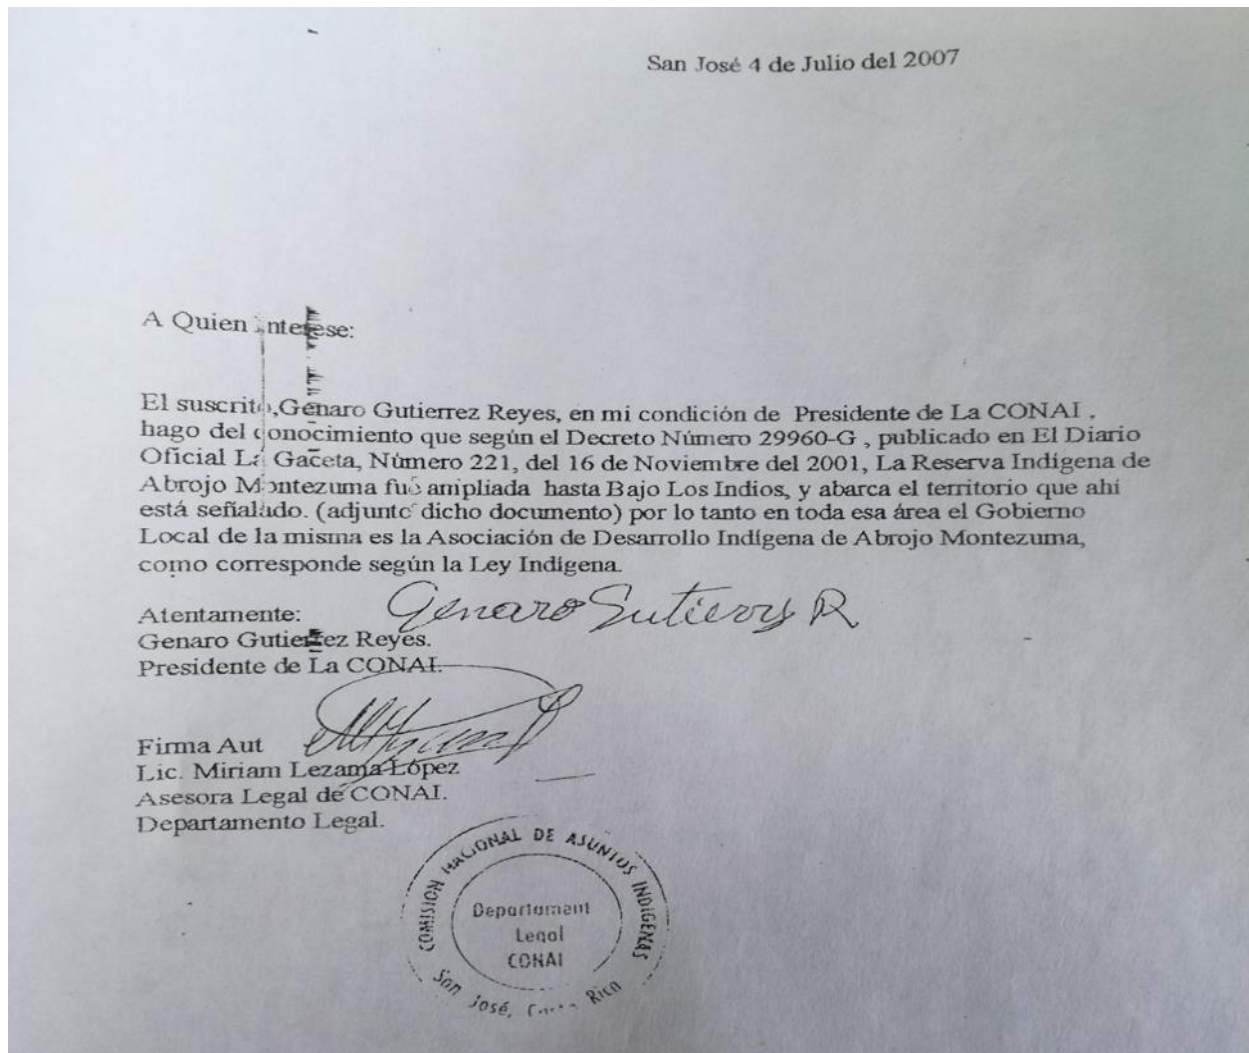 San José 4 de Julio del 2007
A Quien interese:
El suscrito,Genaro Gutierrez Reyes, en mi condición de Presidente de La CONAI ,
hago del conocimiento que según el Decreto Número 29960-G , publicado en El Diario
Oficial La Gaceta, Número 221, del 16 de Noviembre del 2001, La Reserva Indígena de
Abrojo Montezuma fué ampliada hasta Bajo Los Indios, y abarca el territorio que ahi
está señalado. (adjunto dicho documento) por lo tanto en toda esa área el Gobierno
Local de la misma es la Asociación de Desarrollo Indígena de Abrojo Montezuma,
como corresponde según la Ley Indígena.
Atentamente:
Genaro Gutierrez R
Genaro Gutierrez Reyes.
Presidente de La CONAI.
Firma Aut
Lic. Miriam Lezama López
Asesora Legal de CONAI.
Departamento Legal.
COMISION NACIONAL DE ASUNTOS INDIGENAS
Departament
Legal
CONAI
San José, Costa Rica